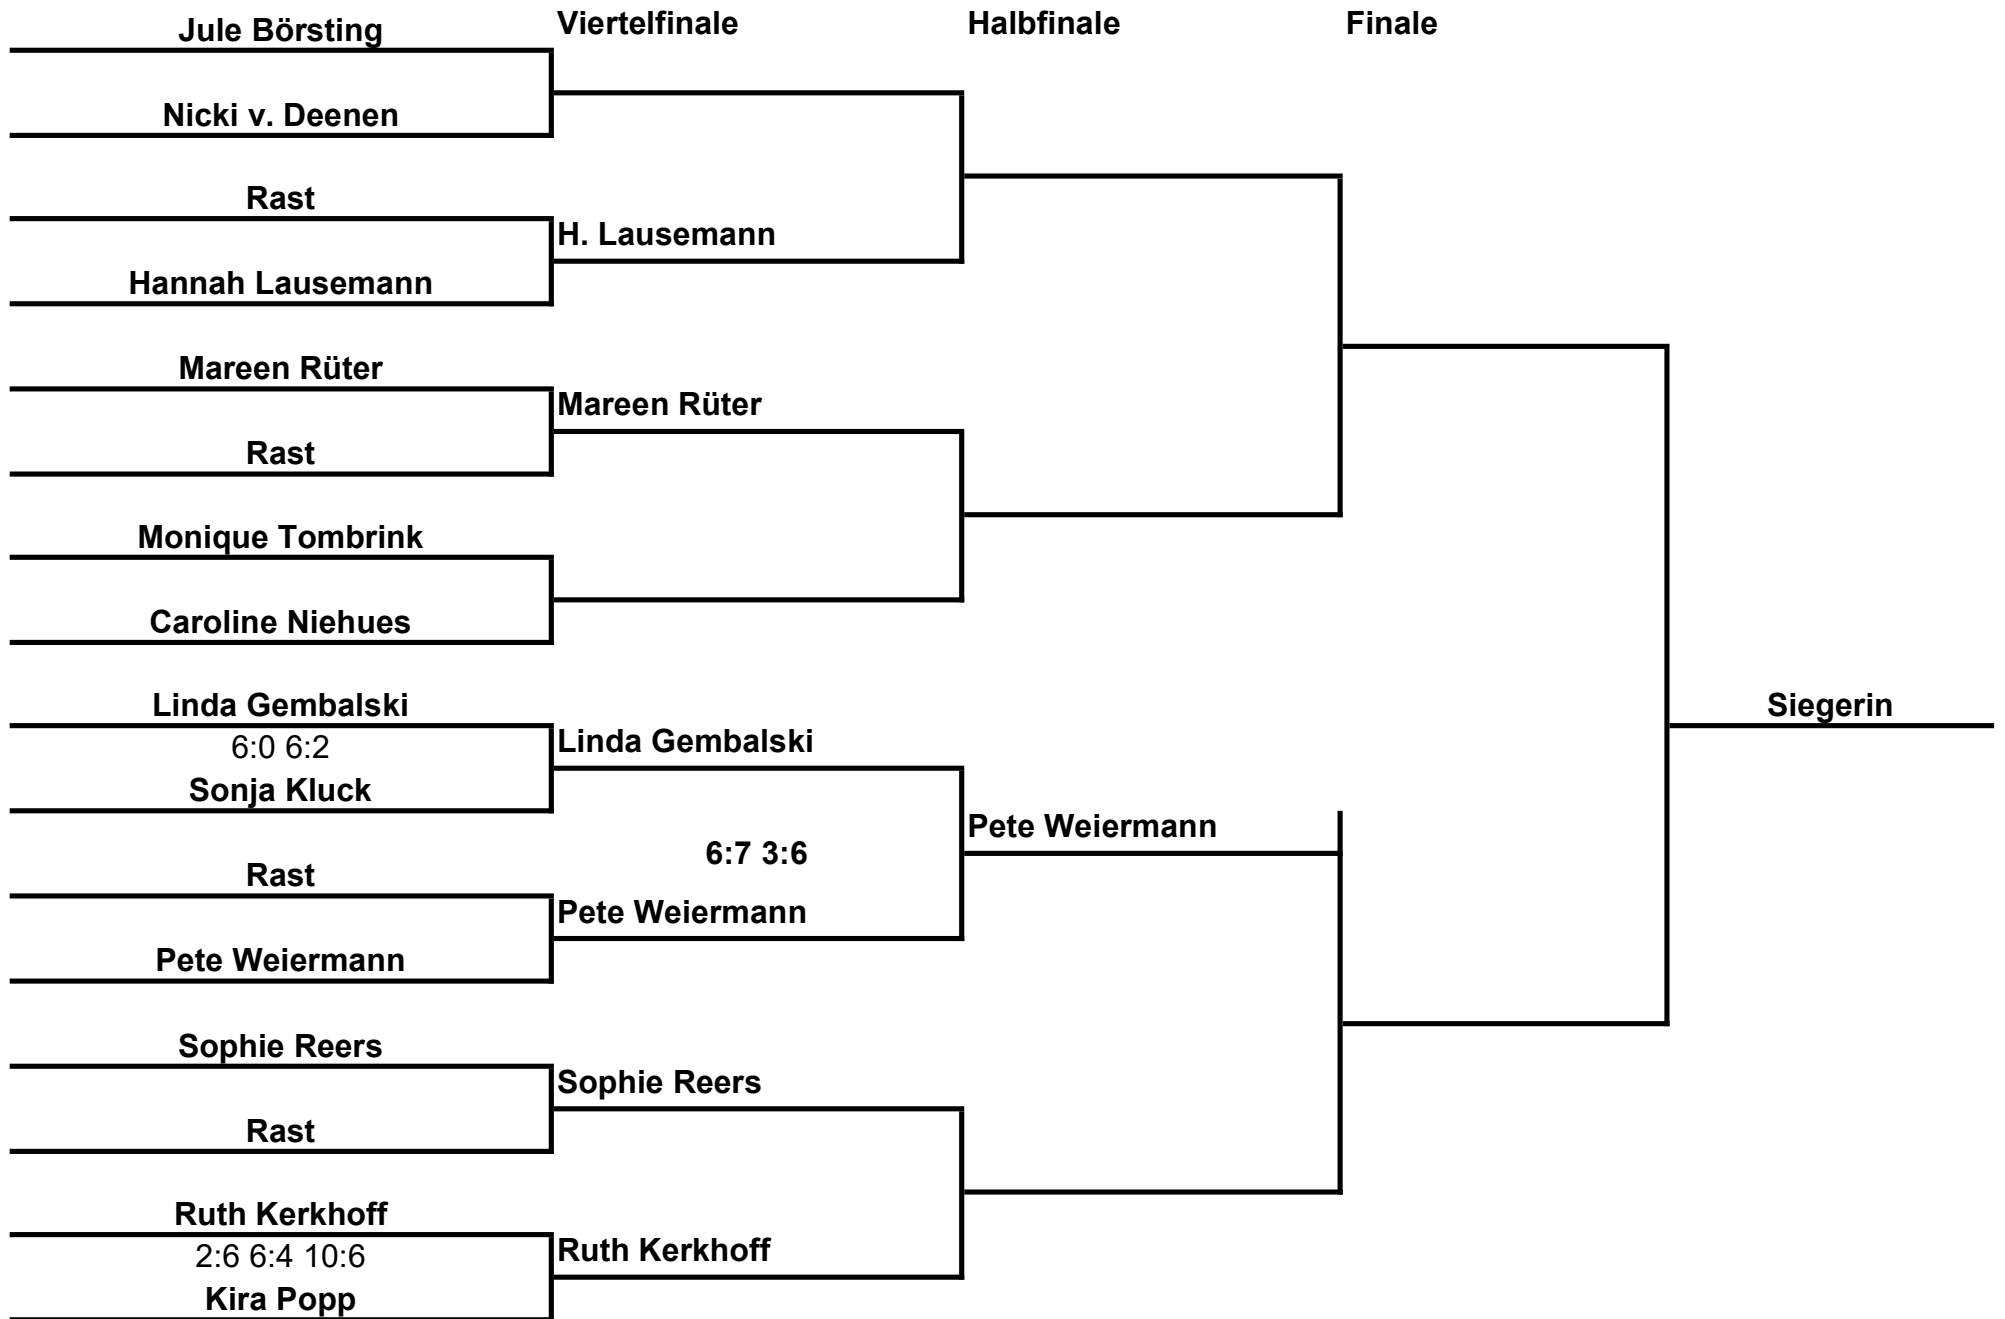 Viertelfinale
Halbfinale
Finale
Jule Börsting
Nicki v. Deenen
Rast
H. Lausemann
Hannah Lausemann
Mareen Rüter
Mareen Rüter
Rast
Monique Tombrink
Caroline Niehues
Linda Gembalski
Siegerin
6:0 6:2
Linda Gembalski
Sonja Kluck
Pete Weiermann
6:7 3:6
Rast
Pete Weiermann
Pete Weiermann
Sophie Reers
Sophie Reers
Rast
Ruth Kerkhoff
2:6 6:4 10:6
Ruth Kerkhoff
Kira Popp